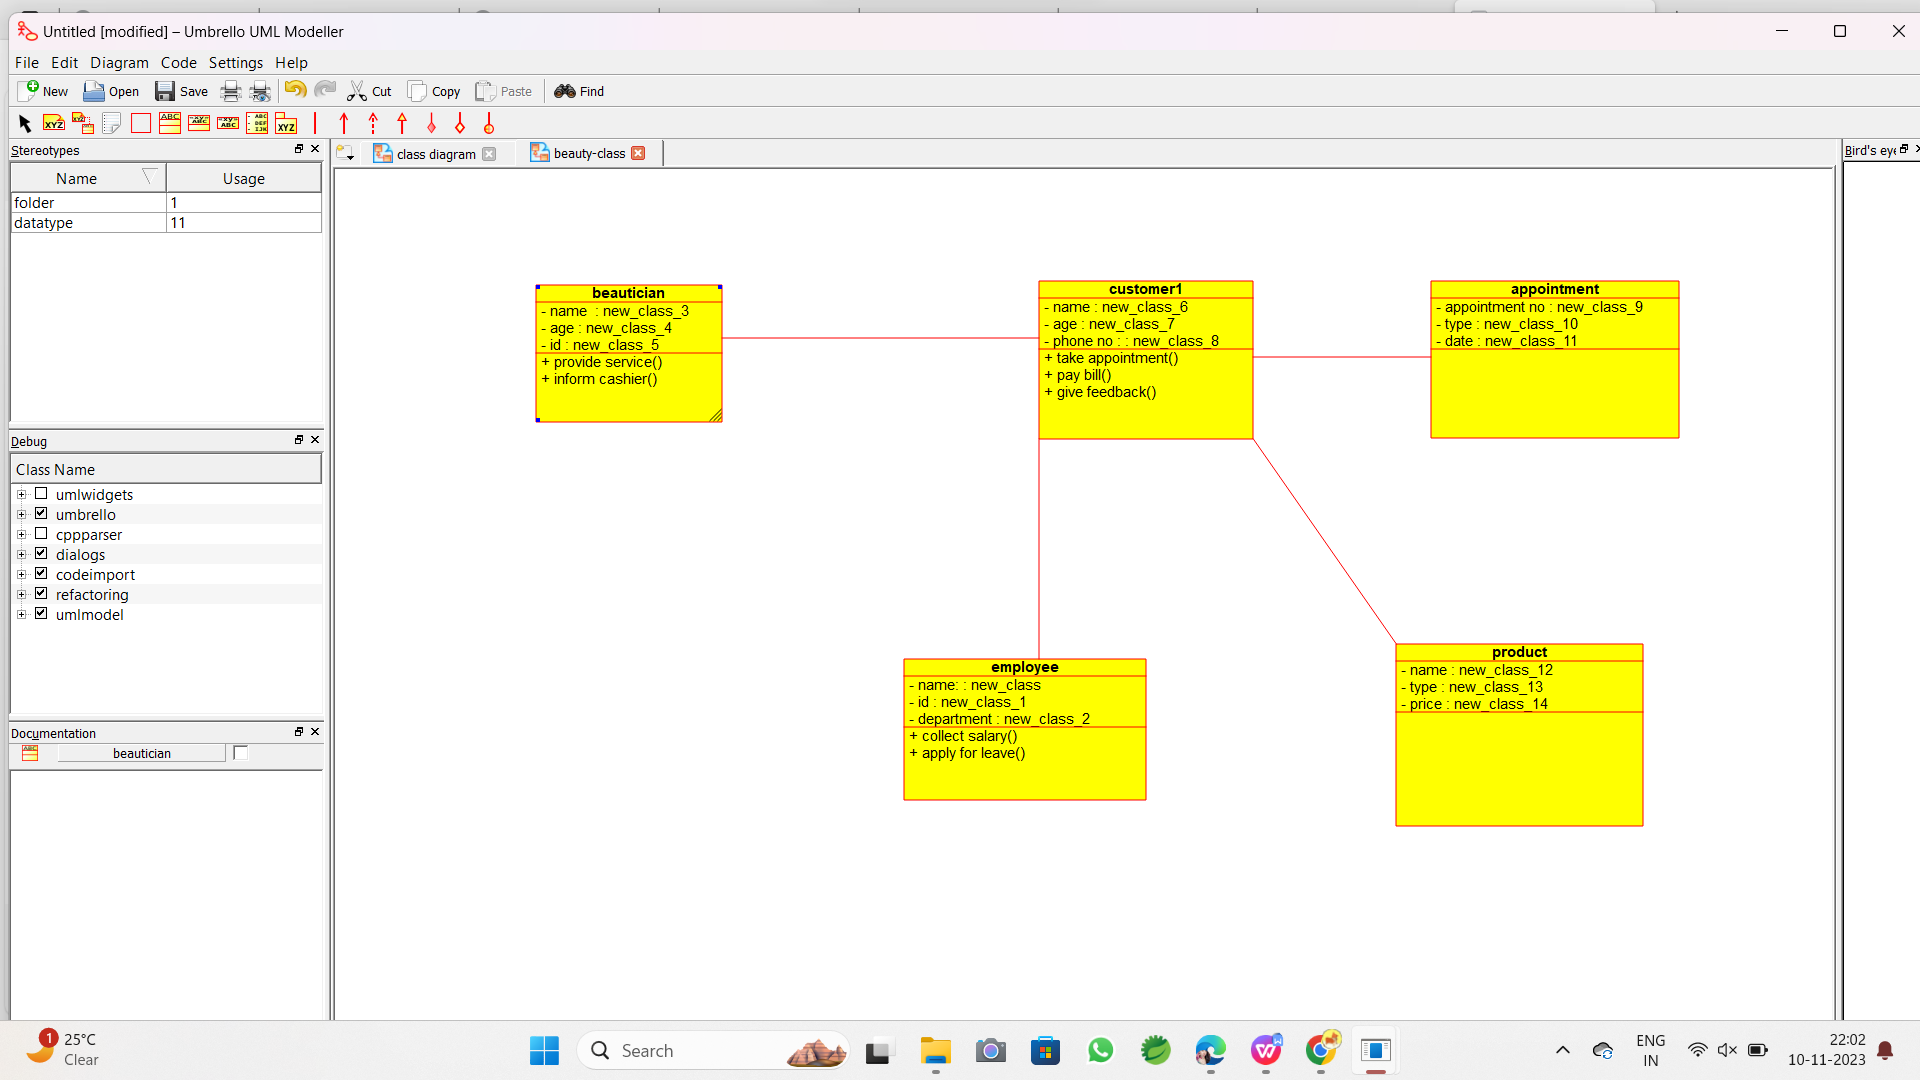 Untitled [modified] – Umbrello UML Modeller
File Edit Diagram Code Settings Help
New Open Save Cut Copy Paste Find
Stereotypes
Name Usage
folder 1
datatype 11
Debug
Class Name
umlwidgets
umbrello
cppparser
dialogs
codeimport
refactoring
umlmodel
Documentation
beautician
class diagram
beauty-class
Bird's eye
beautician
- name  : new_class_3
- age : new_class_4
- id : new_class_5
+ provide service()
+ inform cashier()
customer1
- name : new_class_6
- age : new_class_7
- phone no : : new_class_8
+ take appointment()
+ pay bill()
+ give feedback()
appointment
- appointment no : new_class_9
- type : new_class_10
- date : new_class_11
employee
- name: : new_class
- id : new_class_1
- department : new_class_2
+ collect salary()
+ apply for leave()
product
- name : new_class_12
- type : new_class_13
- price : new_class_14
1
25°C
Clear
Search
ENG
IN
22:02
10-11-2023